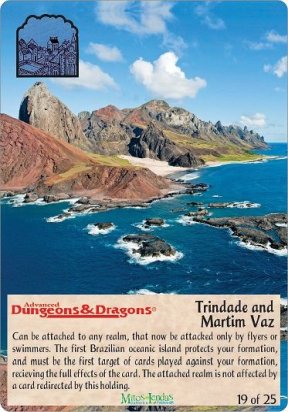 Advanced
Dungeons&Dragons®
Trindade and
Martim Vaz
Can be attached to any realm, that now be attacked only by flyers or
swimmers. The first Brazilian oceanic island protects your formation,
and must be the first target of cards played against your formation,
recieving the full effects of the card. The attached realm is not affected by
a card redirected by this holding.
Mitos e Lendas
19 of 25